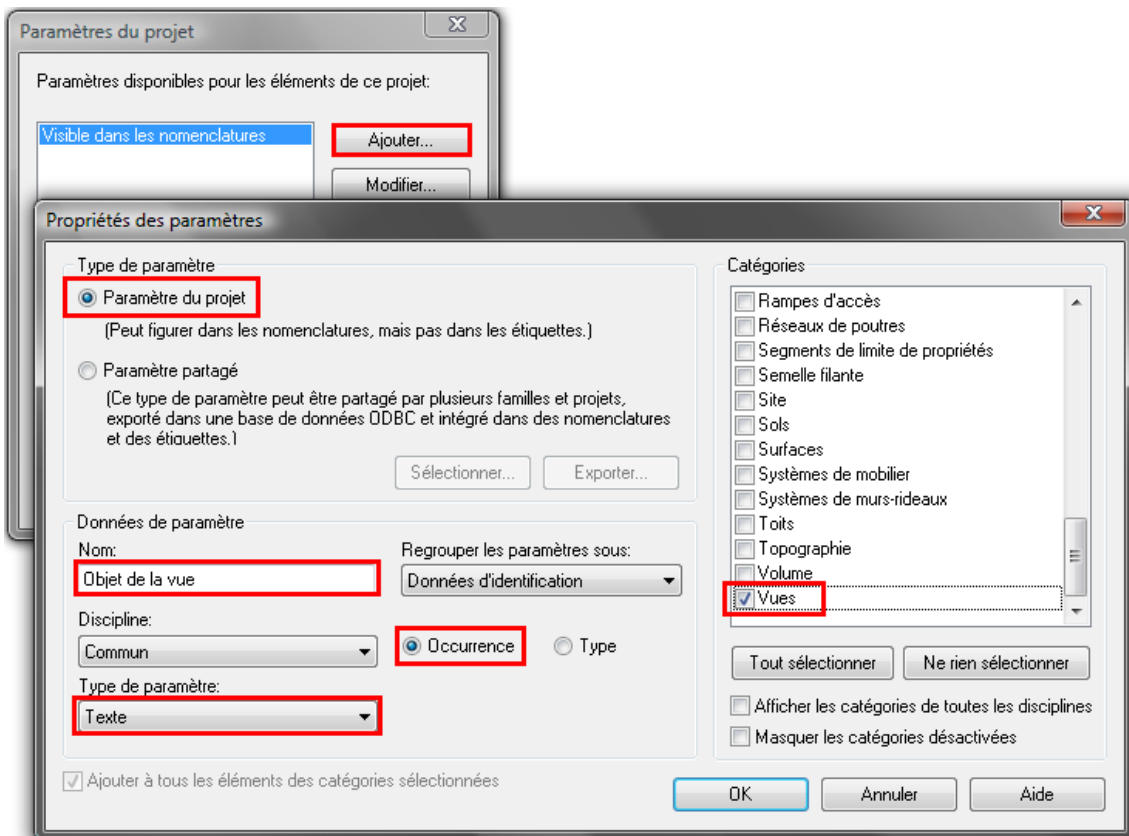 Paramètres du projet
Paramètres disponibles pour les éléments de ce projet:
Visible dans les nomenclatures
Ajouter...
Modifier...
Propriétés des paramètres
Type de paramètre
Paramètre du projet
(Peut figurer dans les nomenclatures, mais pas dans les étiquettes.)
Paramètre partagé
(Ce type de paramètre peut être partagé par plusieurs familles et projets,
exporté dans une base de données ODBC et intégré dans des nomenclatures
et des étiquettes.)
Sélectionner...
Exporter...
Données de paramètre
Nom:
Objet de la vue
Regrouper les paramètres sous:
Données d'identification
Discipline:
Commun
Occurrence
Type
Type de paramètre:
Texte
Ajouter à tous les éléments des catégories sélectionnées
Catégories
Rampes d'accès
Réseaux de poutres
Segments de limite de propriétés
Semelle filante
Site
Sols
Surfaces
Systèmes de mobilier
Systèmes de murs-rideaux
Toits
Topographie
Volume
Vues
Tout sélectionner
Ne rien sélectionner
Afficher les catégories de toutes les disciplines
Masquer les catégories désactivées
OK
Annuler
Aide